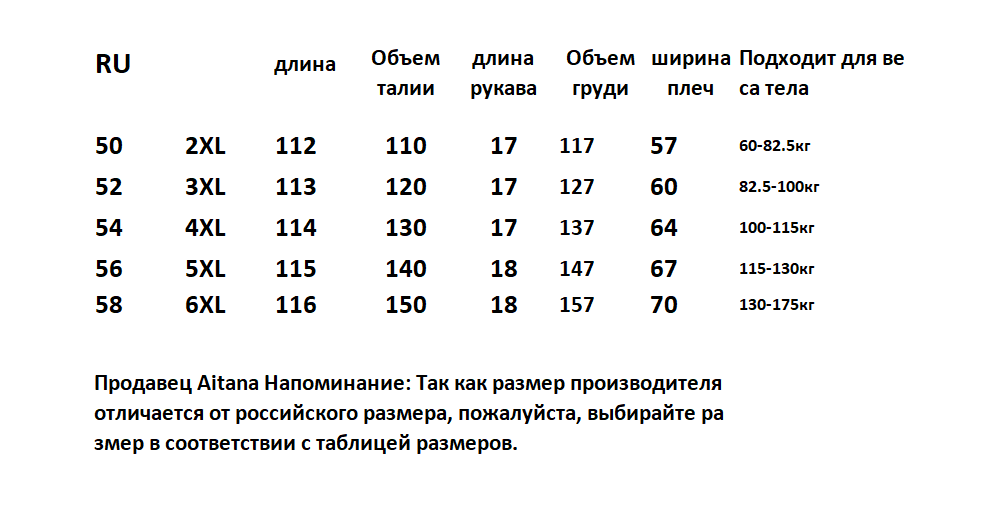 RU длина Объем талии длина рукава Объем груди ширина плеч Подходит для ве са тела
50 2XL 112 110 17 117 57 60-82.5кг
52 3XL 113 120 17 127 60 82.5-100кг
54 4XL 114 130 17 137 64 100-115кг
56 5XL 115 140 18 147 67 115-130кг
58 6XL 116 150 18 157 70 130-175кг
Продавец Aitana Напоминание: Так как размер производителя
отличается от российского размера, пожалуйста, выбирайте ра
змер в соответствии с таблицей размеров.